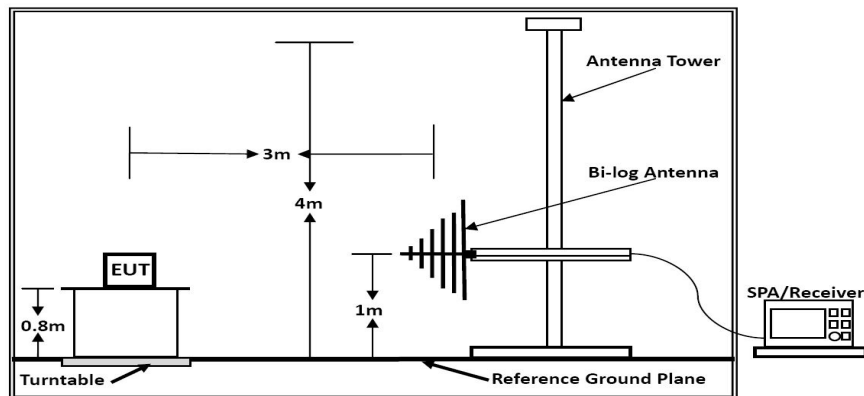 Antenna Tower
3m
Bi-log Antenna
4m
EUT
1m
SPA/Receiver
0.8m
Turntable
Reference Ground Plane